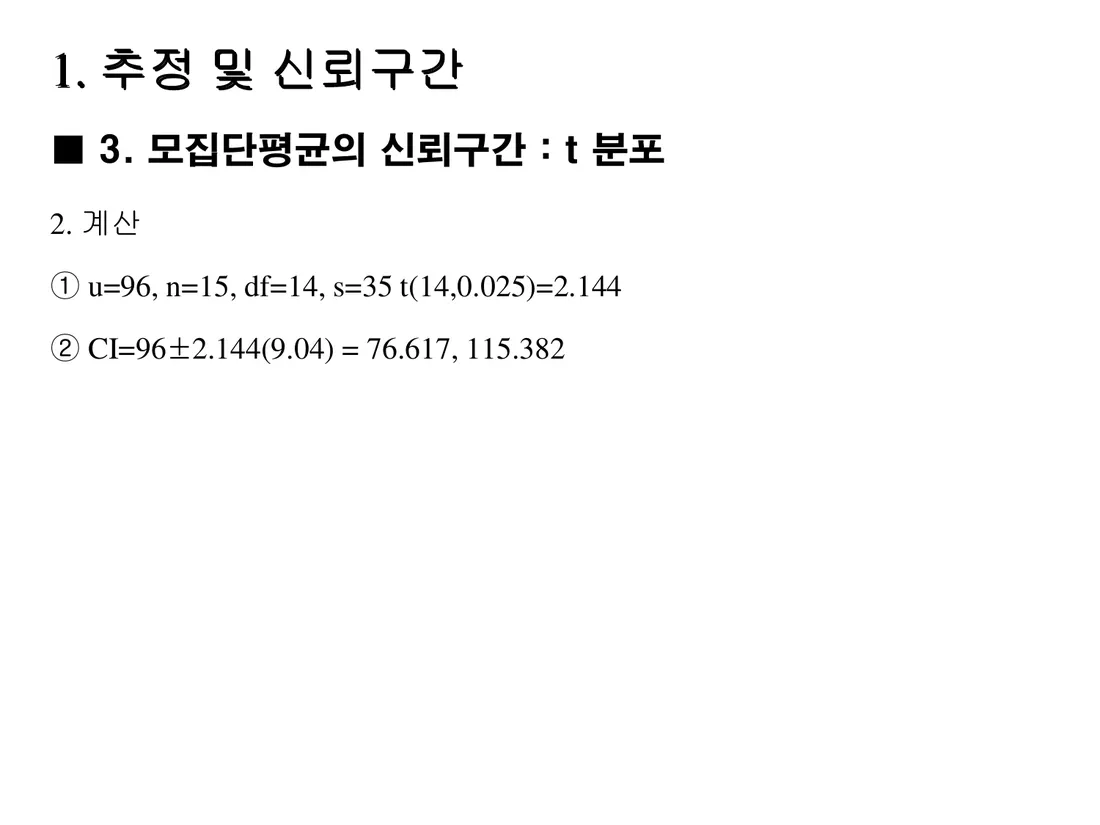 1. 추정 및 신뢰구간
■ 3. 모집단평균의 신뢰구간 : t 분포
2. 계산
① u=96, n=15, df=14, s=35 t(14,0.025)=2.144
② CI=96±2.144(9.04) = 76.617, 115.382